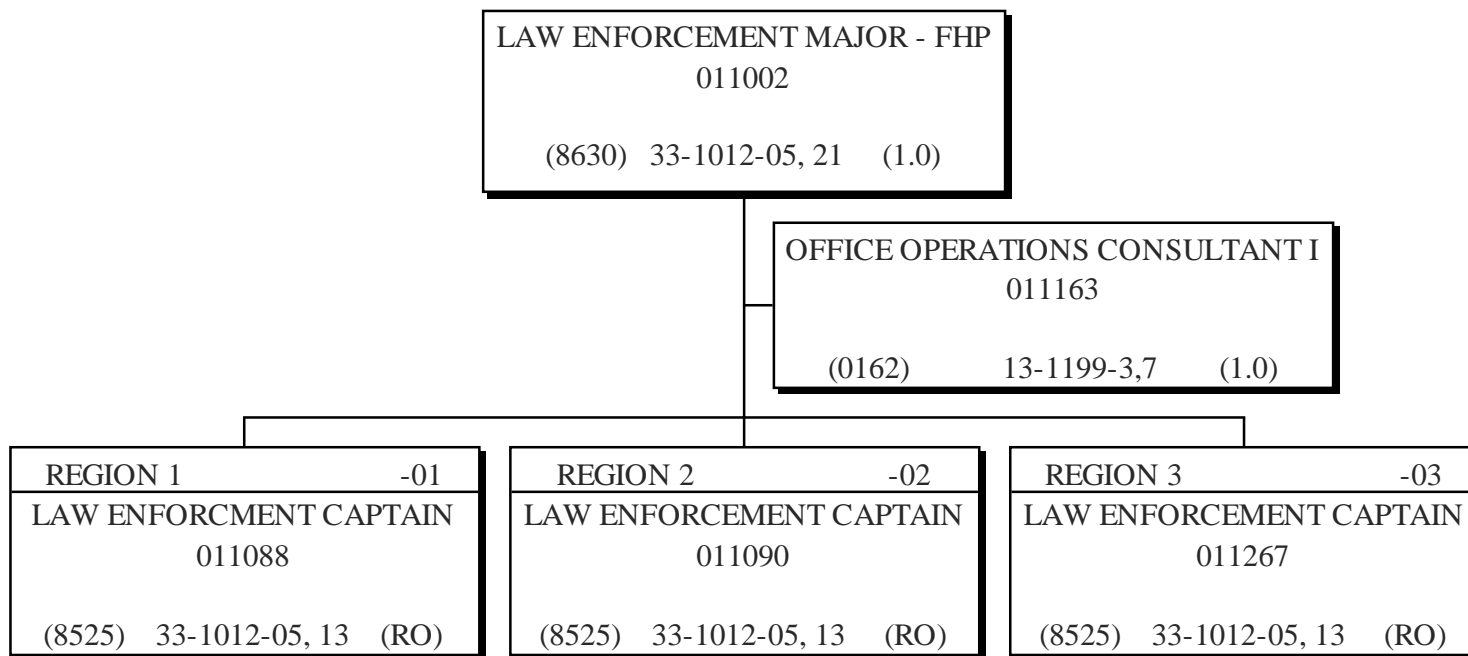 LAW ENFORCEMENT MAJOR - FHP
011002
(8630) 33-1012-05, 21 (1.0)
OFFICE OPERATIONS CONSULTANT I
011163
(0162) 13-1199-3,7 (1.0)
REGION 1 -01
LAW ENFORCMENT CAPTAIN
011088
(8525) 33-1012-05, 13 (RO)
REGION 2 -02
LAW ENFORCEMENT CAPTAIN
011090
(8525) 33-1012-05, 13 (RO)
REGION 3 -03
LAW ENFORCEMENT CAPTAIN
011267
(8525) 33-1012-05, 13 (RO)